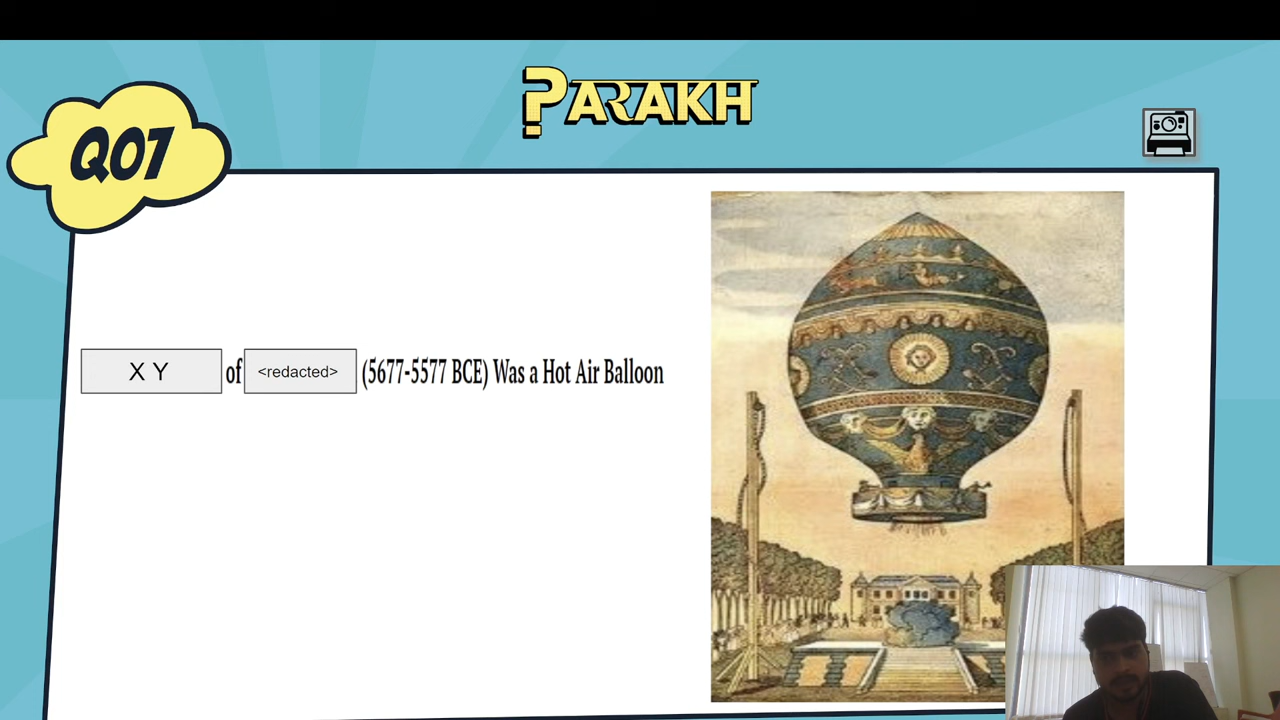 ?ARAKH
Q07
X Y of <redacted> (5677-5577 BCE) Was a Hot Air Balloon